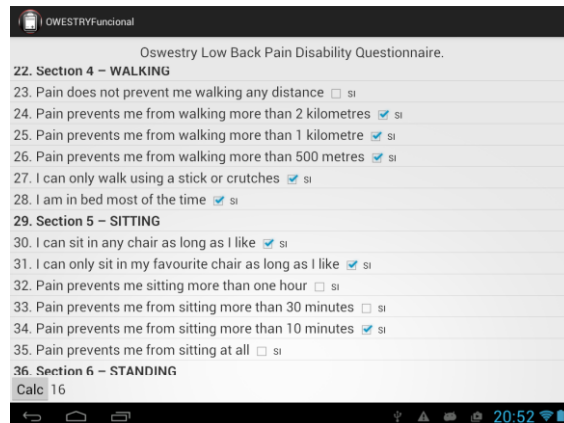 OWESTRYFuncional
Oswestry Low Back Pain Disability Questionnaire.
22. Section 4 – WALKING
23. Pain does not prevent me walking any distance SI
24. Pain prevents me from walking more than 2 kilometres SI
25. Pain prevents me from walking more than 1 kilometre SI
26. Pain prevents me from walking more than 500 metres SI
27. I can only walk using a stick or crutches SI
28. I am in bed most of the time SI
29. Section 5 – SITTING
30. I can sit in any chair as long as I like SI
31. I can only sit in my favourite chair as long as I like SI
32. Pain prevents me sitting more than one hour SI
33. Pain prevents me from sitting more than 30 minutes SI
34. Pain prevents me from sitting more than 10 minutes SI
35. Pain prevents me from sitting at all SI
36. Section 6 – STANDING
Calc 16
20:52